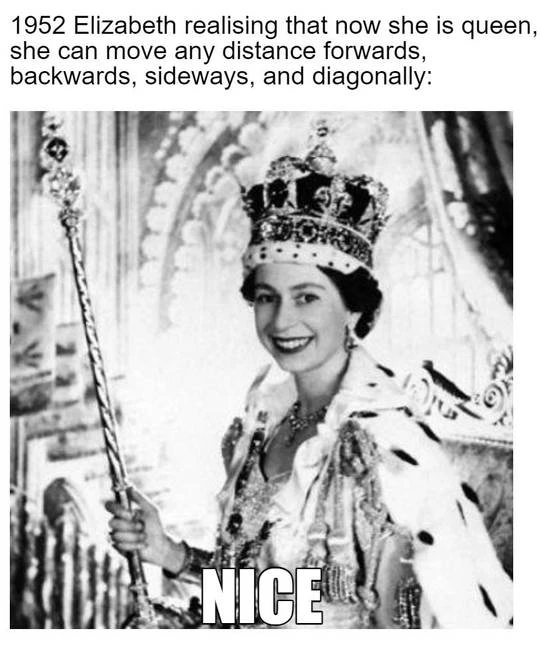 1952 Elizabeth realising that now she is queen,
she can move any distance forwards,
backwards, sideways, and diagonally:
NICE